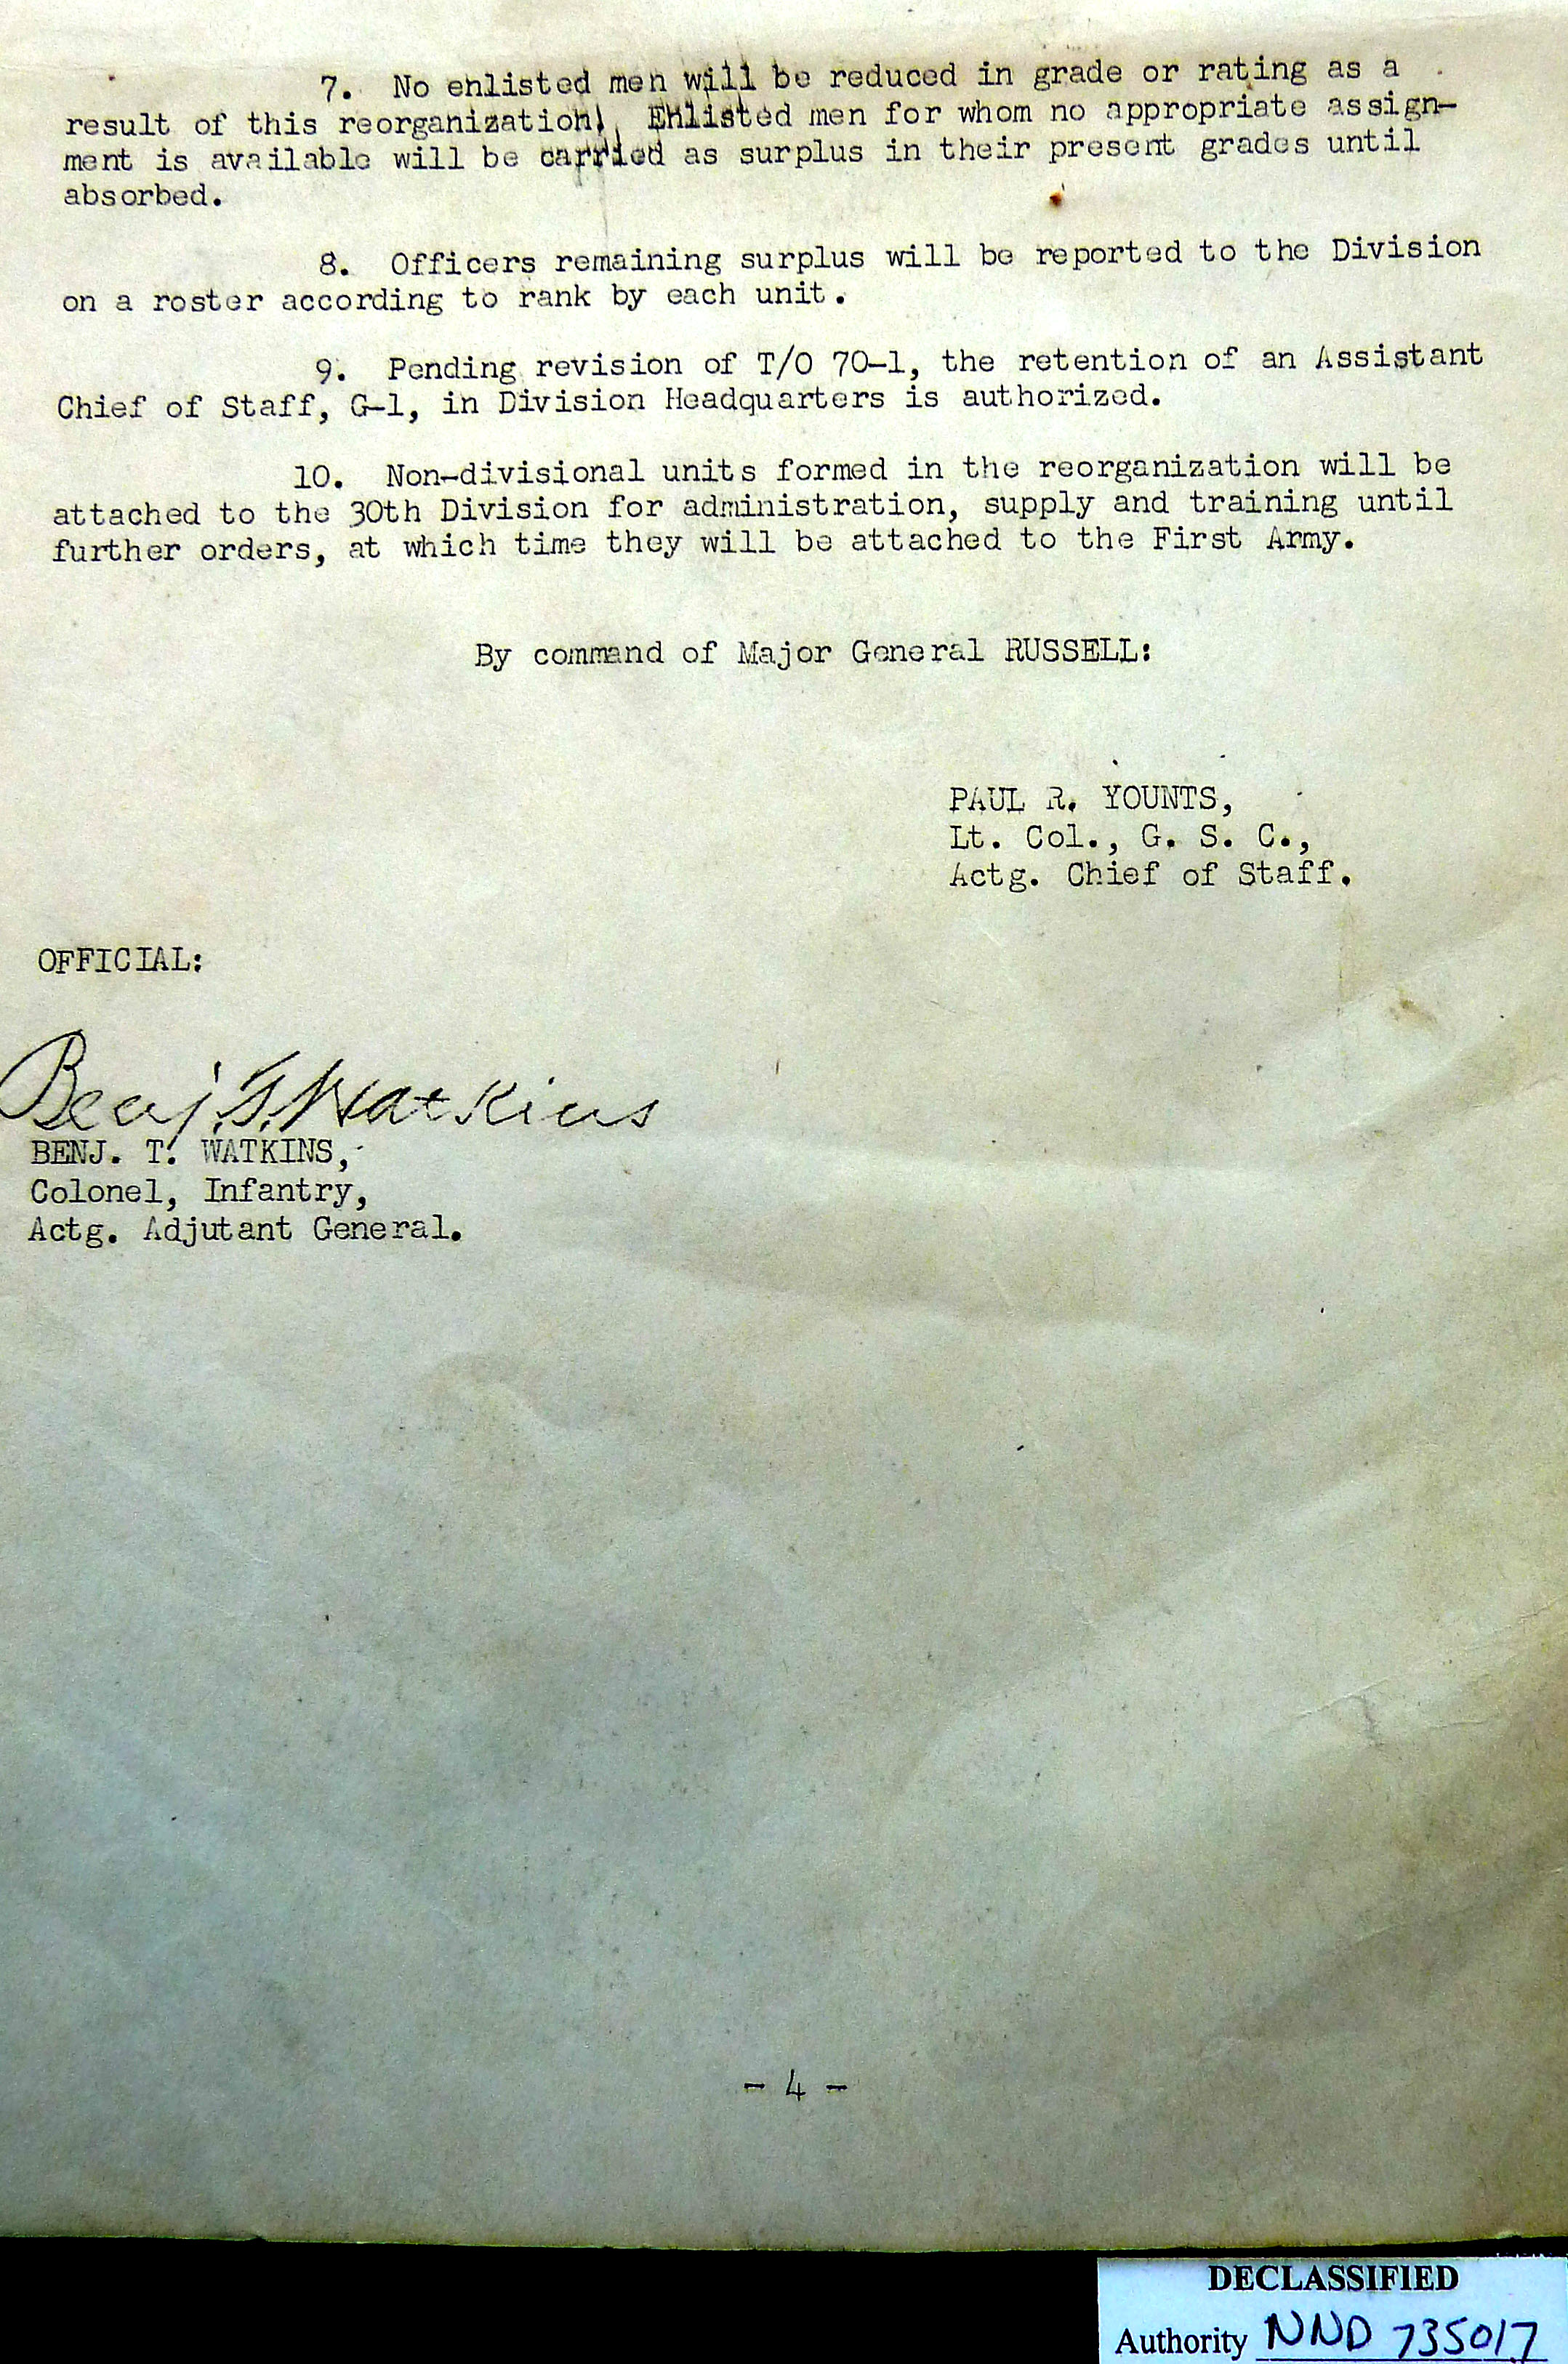 7. No enlisted men will be reduced in grade or rating as a
result of this reorganization. Enlisted men for whom no appropriate assign-
ment is available will be carried as surplus in their present grades until
absorbed.
8. Officers remaining surplus will be reported to the Division
on a roster according to rank by each unit.
9. Pending revision of T/O 70-1, the retention of an Assistant
Chief of Staff, G-1, in Division Headquarters is authorized.
10. Non-divisional units formed in the reorganization will be
attached to the 30th Division for administration, supply and training until
further orders, at which time they will be attached to the First Army.
By command of Major General RUSSELL:
PAUL R. YOUNTS,
Lt. Col., G. S. C.,
Actg. Chief of Staff.
OFFICIAL:
Benj. T. Watkins
BENJ. T. WATKINS,
Colonel, Infantry,
Actg. Adjutant General.
- 4 -
DECLASSIFIED
Authority NND 735017